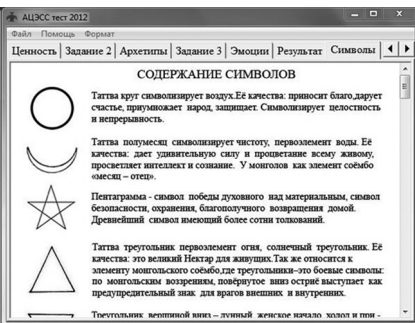 АЦЭСС тест 2012
Файл Помощь Формат
Ценность Задание 2 Архетипы Задание 3 Эмоции Результат Символы
СОДЕРЖАНИЕ СИМВОЛОВ
Таттва круг символизирует воздух.Её качества: приносит благо,дарует
счастье, приумножает народ, защищает. Символизирует целостность
и непрерывность.
Таттва полумесяц символизирует чистоту, первоэлемент воды. Её
качества: дает удивительную силу и процветание всему живому,
просветляет интеллект и сознание. У монголов как элемент соёмбо
«месяц – отец».
Пентаграмма - символ победы духовного над материальным, символ
безопасности, охранения, благополучного возвращения домой.
Древнейший символ имеющий более сотни толкований.
Таттва треугольник первоэлемент огня, солнечный треугольник. Её
качества: это великий Нектар для живущих.Так же относится к
элементу монгольского соёмбо,где треугольники–это боевые символы:
по монгольским воззрениям, повёрнутое вниз остриё выступает как
предупредительный знак для врагов внешних и внутренних.
Треугольник вершиной вниз – лунный женское начало холод и при -